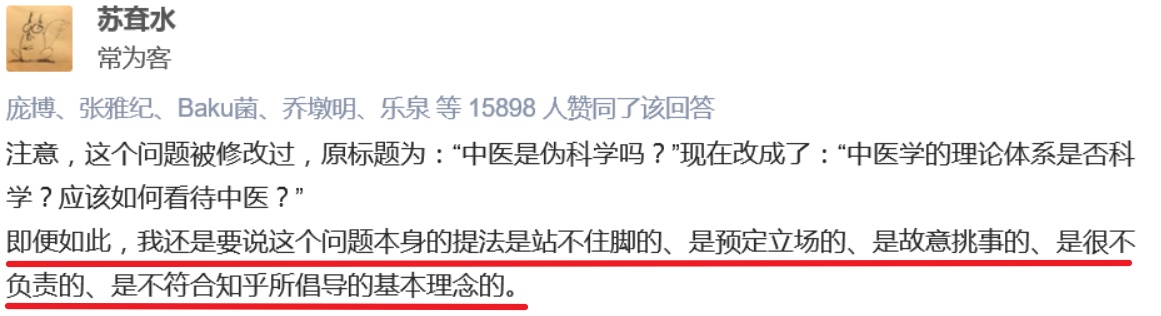 苏弇水
常为客
庞博、张雅纪、Baku菌、乔墩明、乐泉 等 15898 人赞同了该回答
注意，这个问题被修改过，原标题为：“中医是伪科学吗？”现在改成了：“中医学的理论体系是否科
学？应该如何看待中医？”
即便如此，我还是要说这个问题本身的提法是站不住脚的、是预定立场的、是故意挑事的、是很不
负责的、是不符合知乎所倡导的基本理念的。